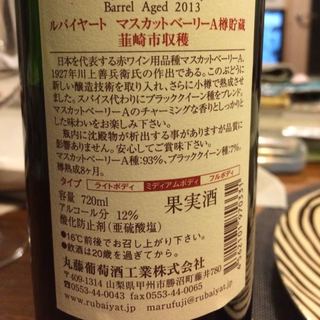 Barrel Aged 2013
ルバイヤート マスカットベーリーA樽貯蔵
韮崎市収穫
日本を代表する赤ワイン用品種マスカットベーリーA。
1927年川上善兵衛氏の作出である。このぶどうに
新しい醸造技術を取り入れ、さらに小樽で熟成させ
ました。スパイス代わりにブラッククイーン種をブレンド。
マスカットベーリーAのチャーミングな香りとしっかりと
した味わいをお楽しみ下さい。
瓶内に沈殿物が析出する事がありますが品質に
影響ありません。安心してご賞味下さい。
マスカットベーリーA種:93%、ブラッククイーン種:7%。
樽熟成8ヶ月。
タイプ ライトボディ ミディアムボディ フルボディ
容量 720ml 果実酒
アルコール分 12%
酸化防止剤(亜硫酸塩)
●16℃前後でお召し上がり下さい。
●飲酒は20歳を過ぎてから。
丸藤葡萄酒工業株式会社
〒409-1314 山梨県甲州市勝沼町藤井780
☎0553-44-0043 Fax0553-44-0065
www.rubaiyat.jp marufuji@rubaiyat.jp